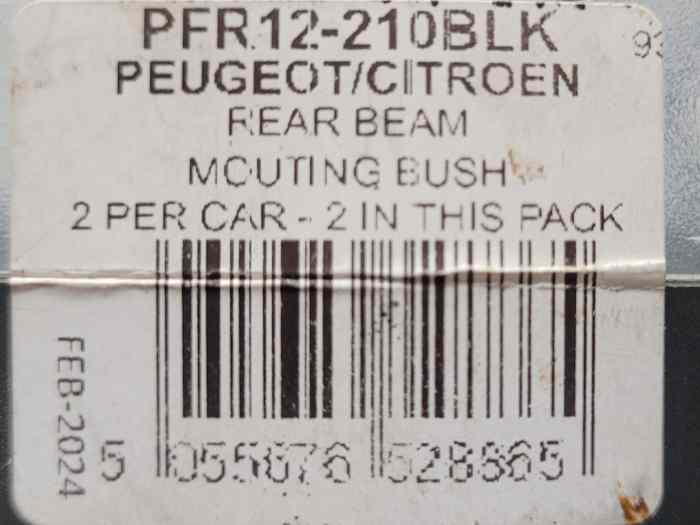 PFR12-210BLK
PEUGEOT/CITROEN
REAR BEAM
MOUTING BUSH
2 PER CAR - 2 IN THIS PACK
FEB-2024
5 055676 528865